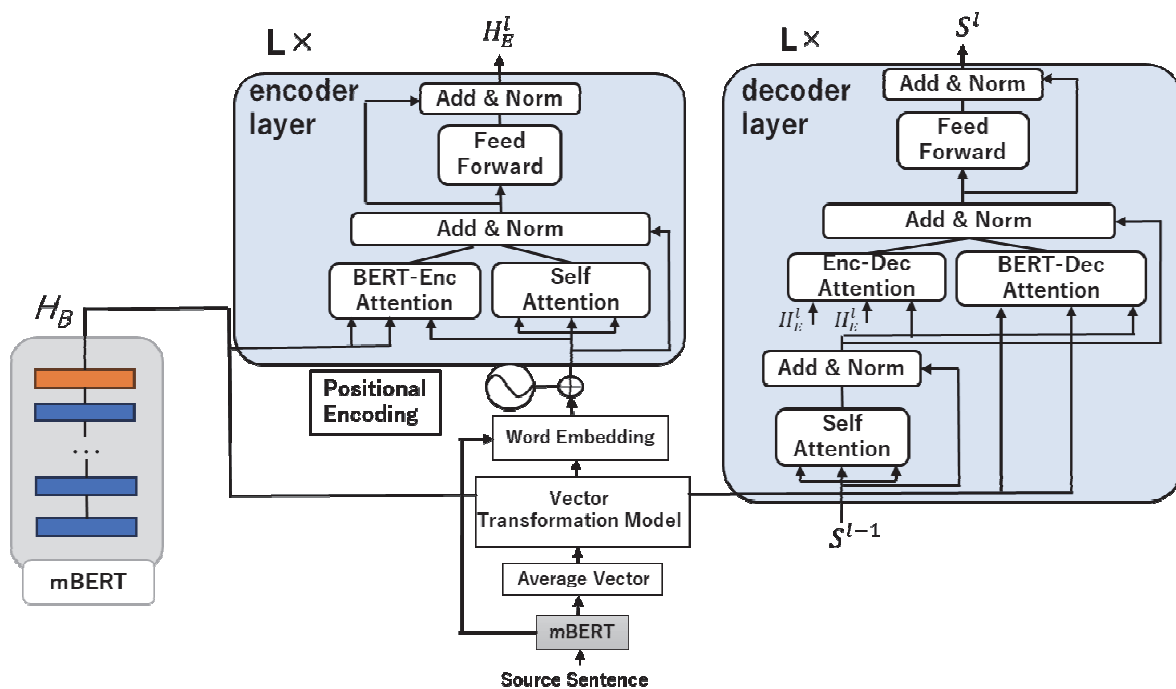 L ×
H_E^l
encoder
layer
Add & Norm
Feed
Forward
Add & Norm
BERT-Enc
Attention
Self
Attention
H_B
mBERT
...
Positional
Encoding
Word Embedding
Vector
Transformation Model
Average Vector
mBERT
Source Sentence
L ×
S^l
decoder
layer
Add & Norm
Feed
Forward
Add & Norm
Enc-Dec
Attention
BERT-Dec
Attention
H_E^l
H_E^l
Add & Norm
Self
Attention
S^{l-1}